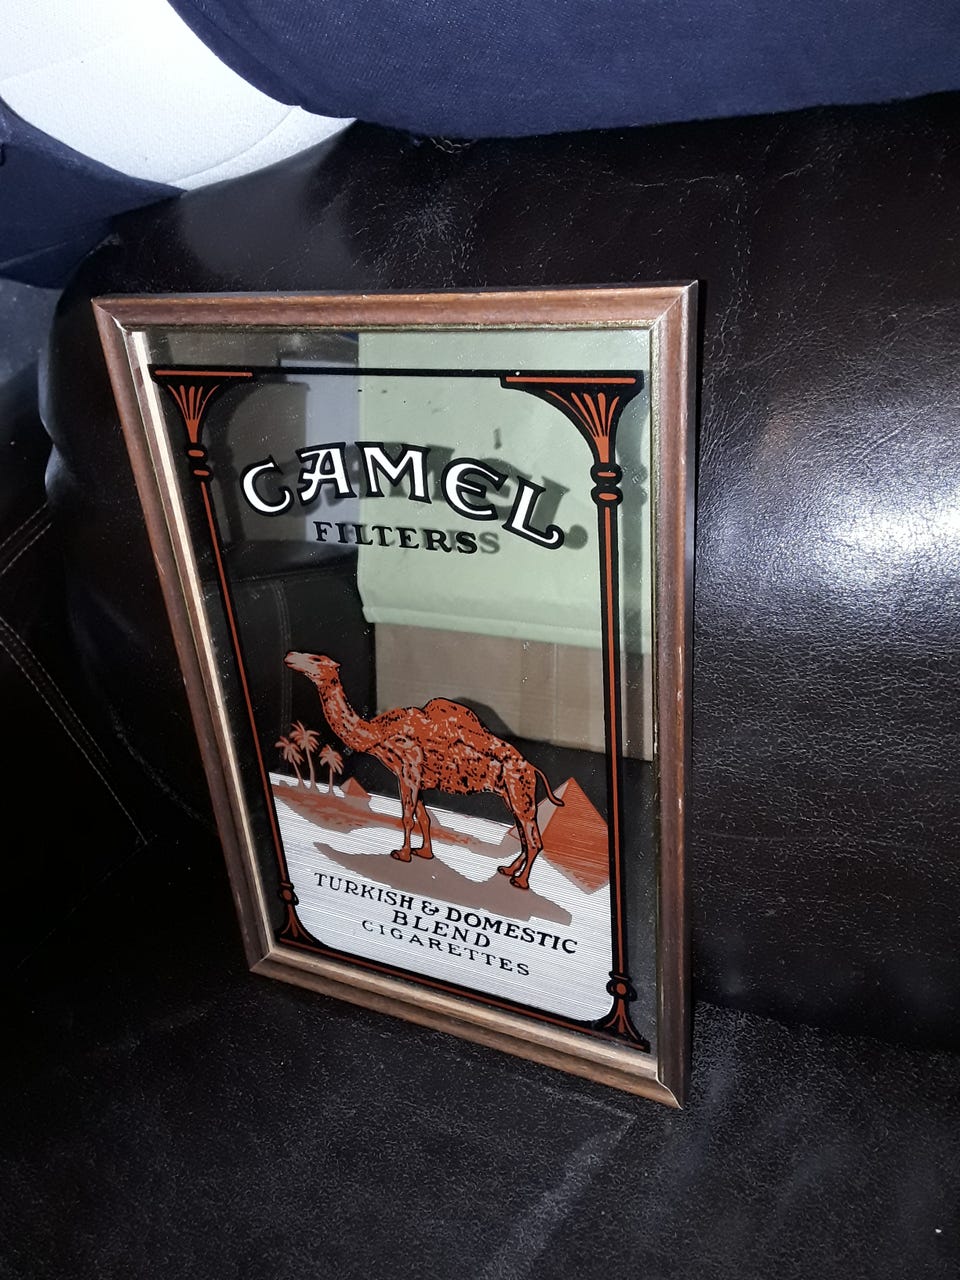 CAMEL
FILTERS
TURKISH & DOMESTIC
BLEND
CIGARETTES